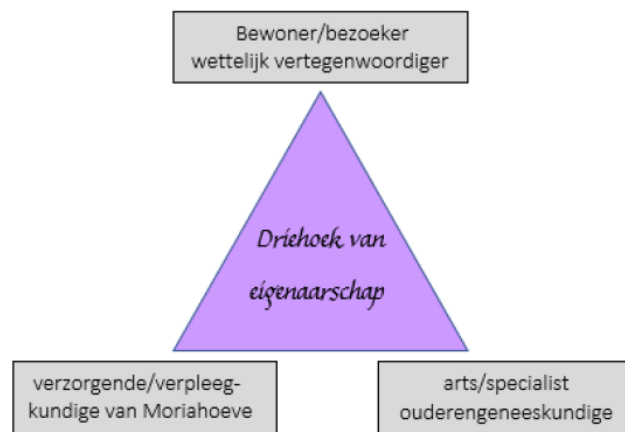 Bewoner/bezoeker
wettelijk vertegenwoordiger
Driehoek van
eigenaarschap
verzorgende/verpleeg-
kundige van Moriahoeve
arts/specialist
ouderengeneeskundige